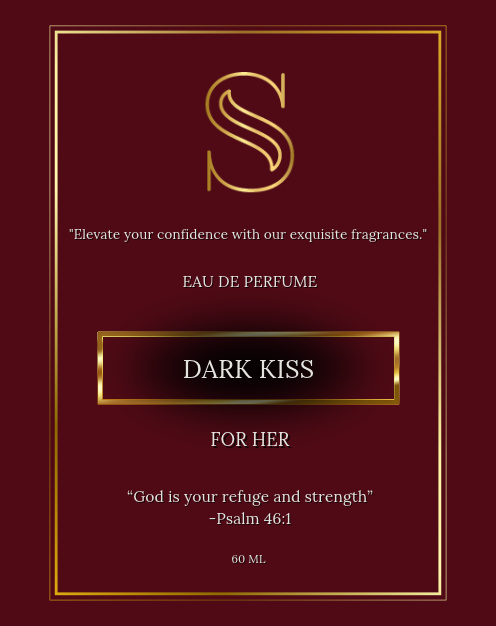 S
"Elevate your confidence with our exquisite fragrances."
EAU DE PERFUME
DARK KISS
FOR HER
“God is your refuge and strength”
-Psalm 46:1
60 ML